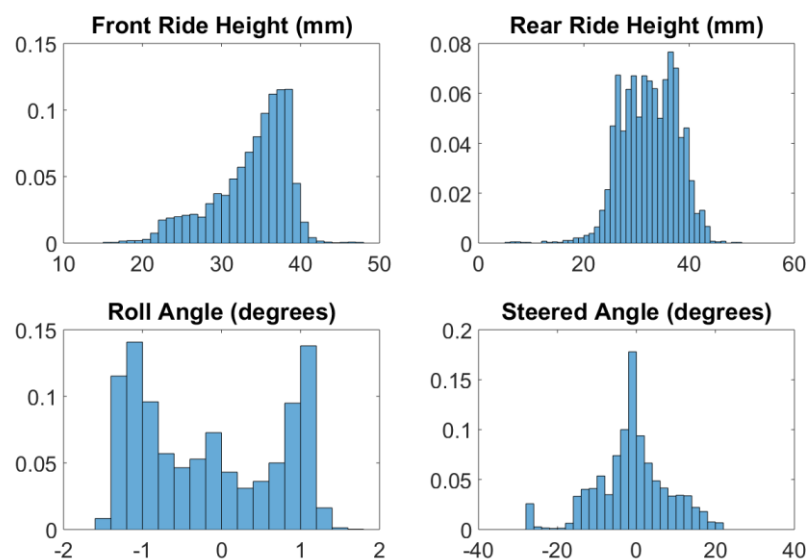 Front Ride Height (mm)
0.15
0.1
0.05
0
10 20 30 40 50
Rear Ride Height (mm)
0.08
0.06
0.04
0.02
0
0 20 40 60
Roll Angle (degrees)
0.15
0.1
0.05
0
-2 -1 0 1 2
Steered Angle (degrees)
0.2
0.15
0.1
0.05
0
-40 -20 0 20 40